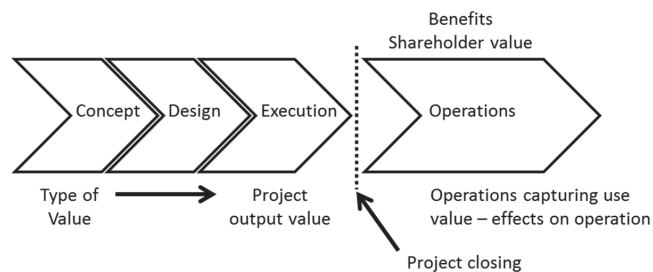 Benefits
Shareholder value
Concept
Design
Execution
Operations
Type of
Value
Project
output value
Operations capturing use
value – effects on operation
Project closing